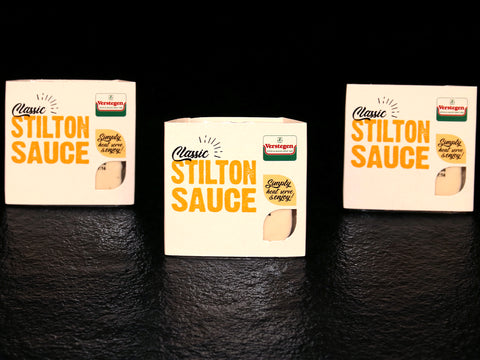 Classic
STILTON
SAUCE
Verstegen
Simply
heat serve
& enjoy!
Classic
STILTON
SAUCE
Verstegen
Simply
heat serve
& enjoy!
Classic
STILTON
SAUCE
Verstegen
Simply
heat serve
& enjoy!